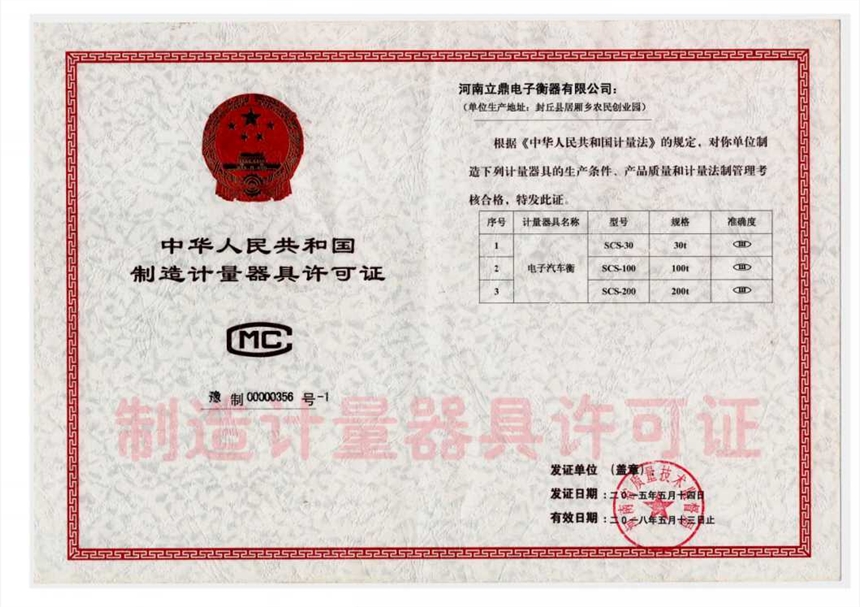 中华人民共和国
制造计量器具许可证
MC
豫 制 00000356 号-1
河南立鼎电子衡器有限公司：
（单位生产地址：封丘县居厢乡农民创业园）
根据《中华人民共和国计量法》的规定，对你单位制
造下列计量器具的生产条件、产品质量和计量法制管理考
核合格，特发此证。
序号 计量器具名称 型号 规格 准确度
1 SCS-30 30t III
2 电子汽车衡 SCS-100 100t III
3 SCS-200 200t III
制造计量器具许可证
发证单位 （盖章）：
发证日期：二0一五年五月十四日
有效日期：二0一八年五月十三日止